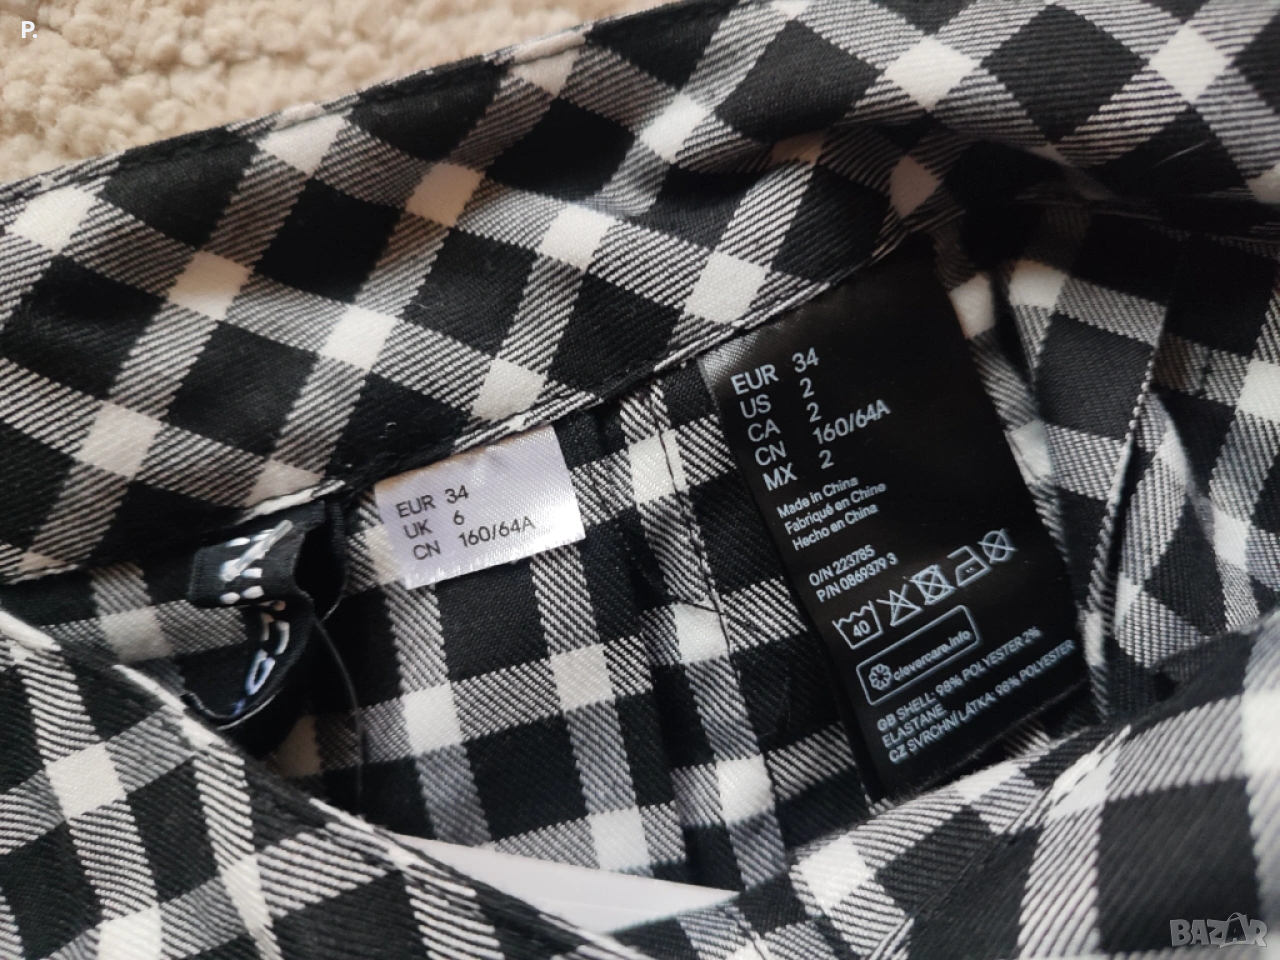 P.
EUR 34
UK 6
CN 160/64A
EUR 34
US 2
CA 2
CN 160/64A
MX 2
Made in China
Fabriqué en Chine
Hecho en China
O/N 223785
P/N 0869379 3
40
clevercare.info
GB SHELL: 98% POLYESTER 2%
ELASTANE
CZ SVRCHNÍ LÁTKA: 98% POLYESTER
BAZAR